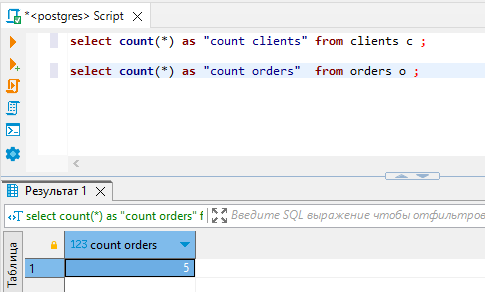 *<postgres> Script
select count(*) as "count clients" from clients c ;
select count(*) as "count orders"  from orders o ;
Результат 1
select count(*) as "count orders" f
Введите SQL выражение чтобы отфильтров
Таблица
123 count orders
1
5